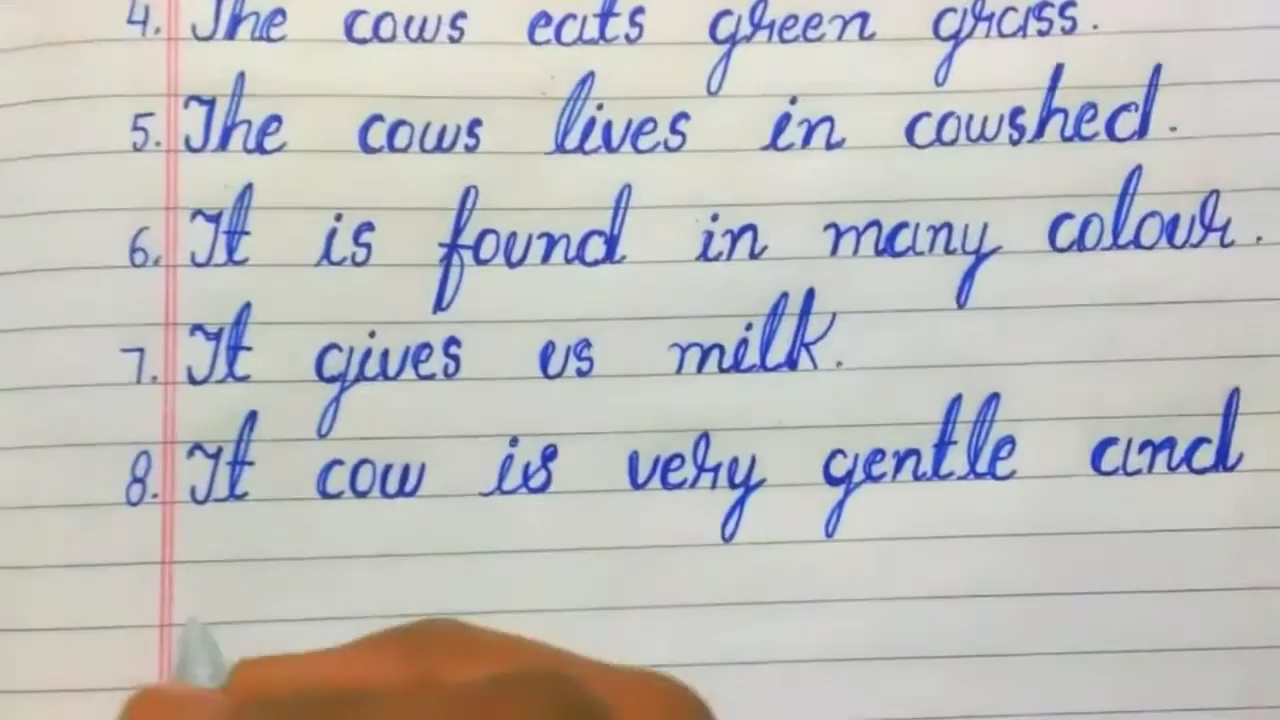 4. The cows eats green grass.
5. The cows lives in cowshed.
6. It is found in many colour.
7. It gives us milk.
8. It cow is very gentle and